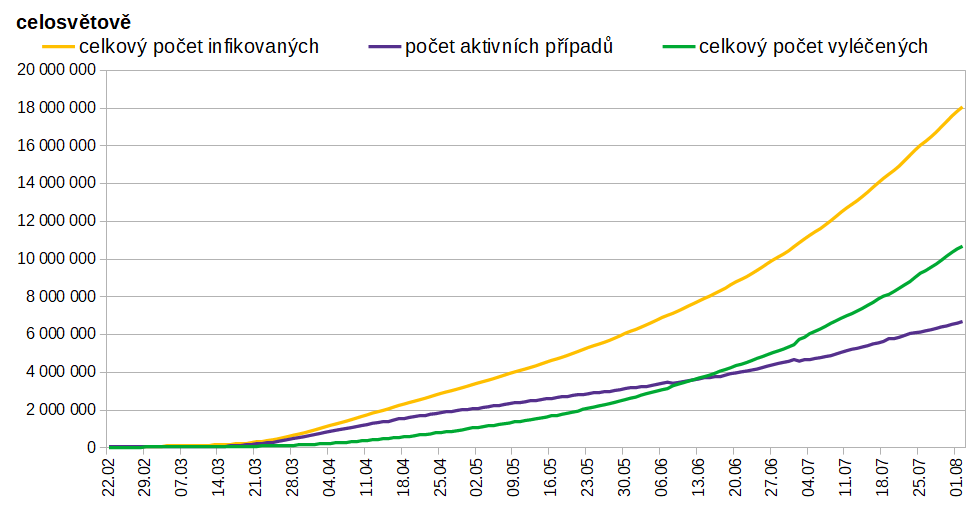 celosvětově
celkový počet infikovaných počet aktivních případů celkový počet vyléčených
20 000 000
18 000 000
16 000 000
14 000 000
12 000 000
10 000 000
8 000 000
6 000 000
4 000 000
2 000 000
0
22.02 29.02 07.03 14.03 21.03 28.03 04.04 11.04 18.04 25.04 02.05 09.05 16.05 23.05 30.05 06.06 13.06 20.06 27.06 04.07 11.07 18.07 25.07 01.08